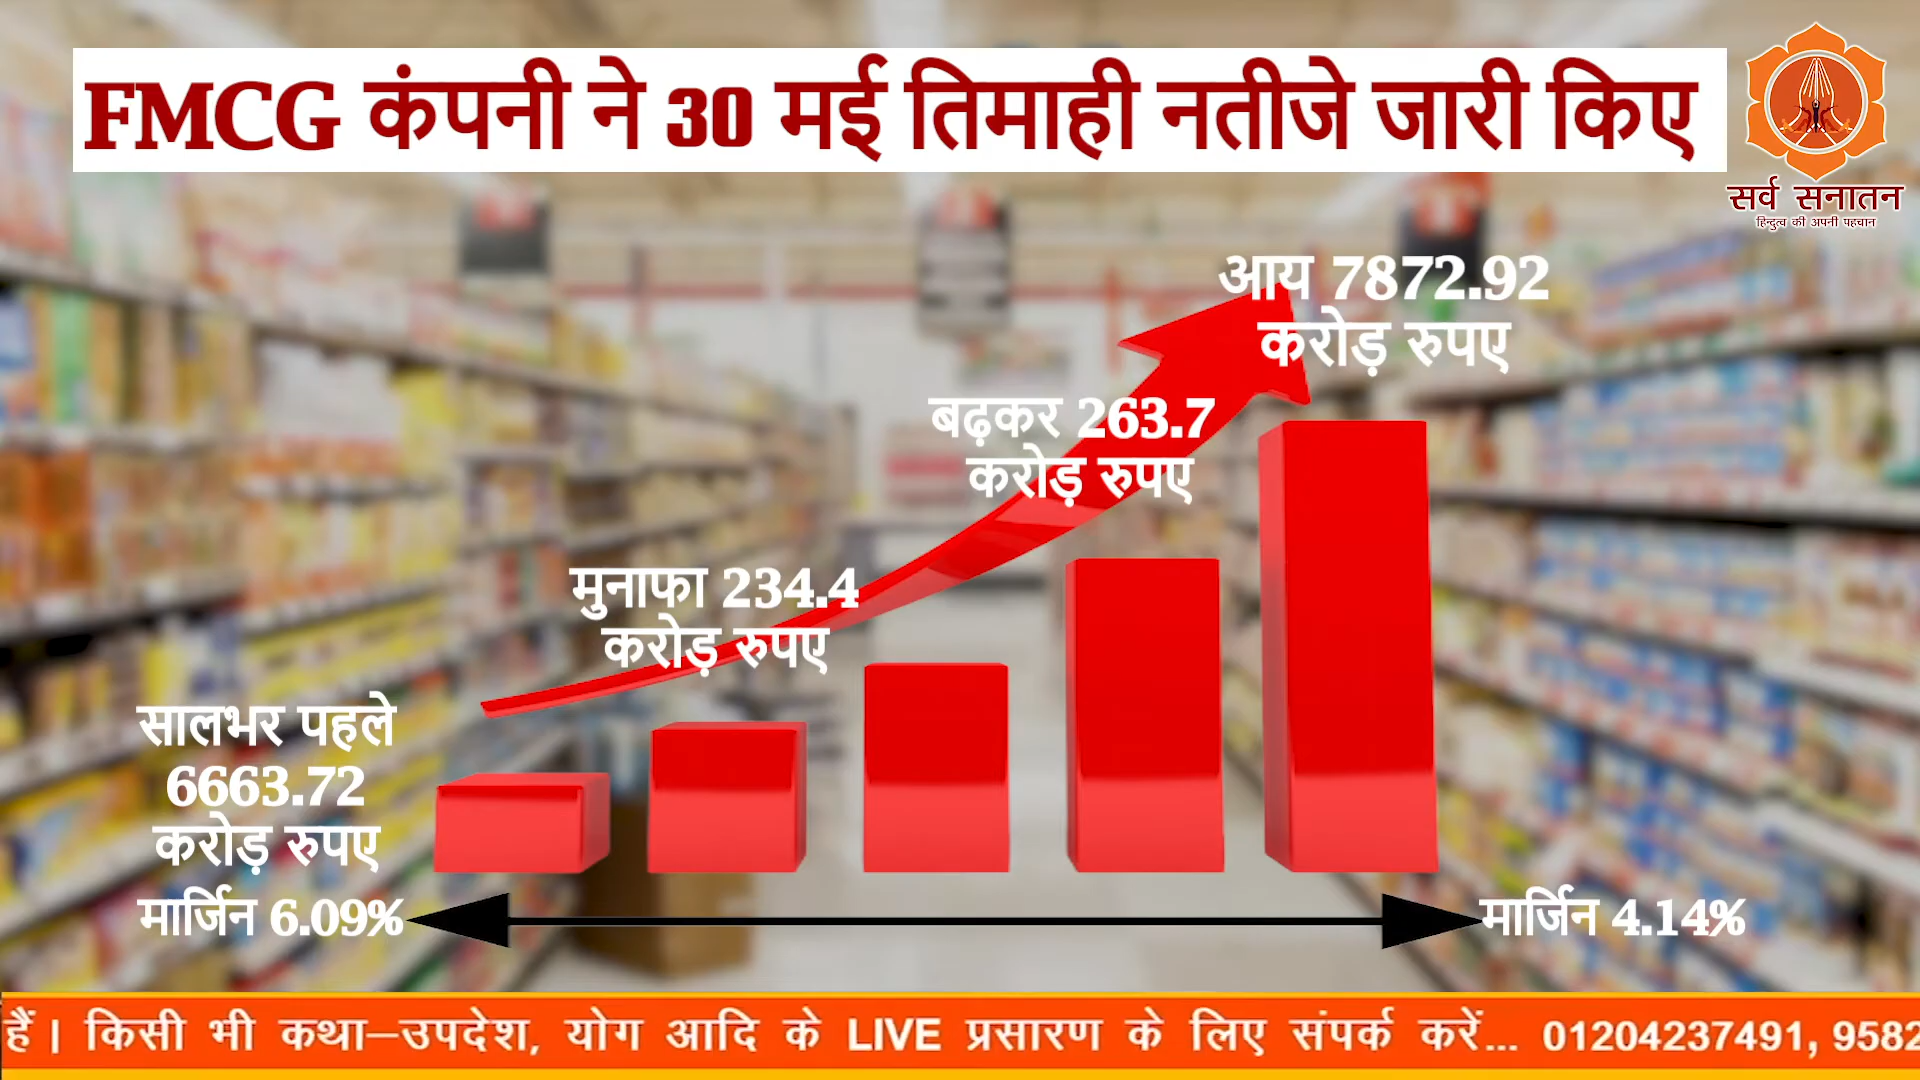 FMCG कंपनी ने 30 मई तिमाही नतीजे जारी किए
सर्व सनातन
हिन्दुत्व की अपनी पहचान
आय 7872.92
करोड़ रुपए
बढ़कर 263.7
करोड़ रुपए
मुनाफा 234.4
करोड़ रुपए
सालभर पहले
6663.72
करोड़ रुपए
मार्जिन 6.09%
मार्जिन 4.14%
हैं। किसी भी कथा–उपदेश, योग आदि के LIVE प्रसारण के लिए संपर्क करें... 01204237491, 9582